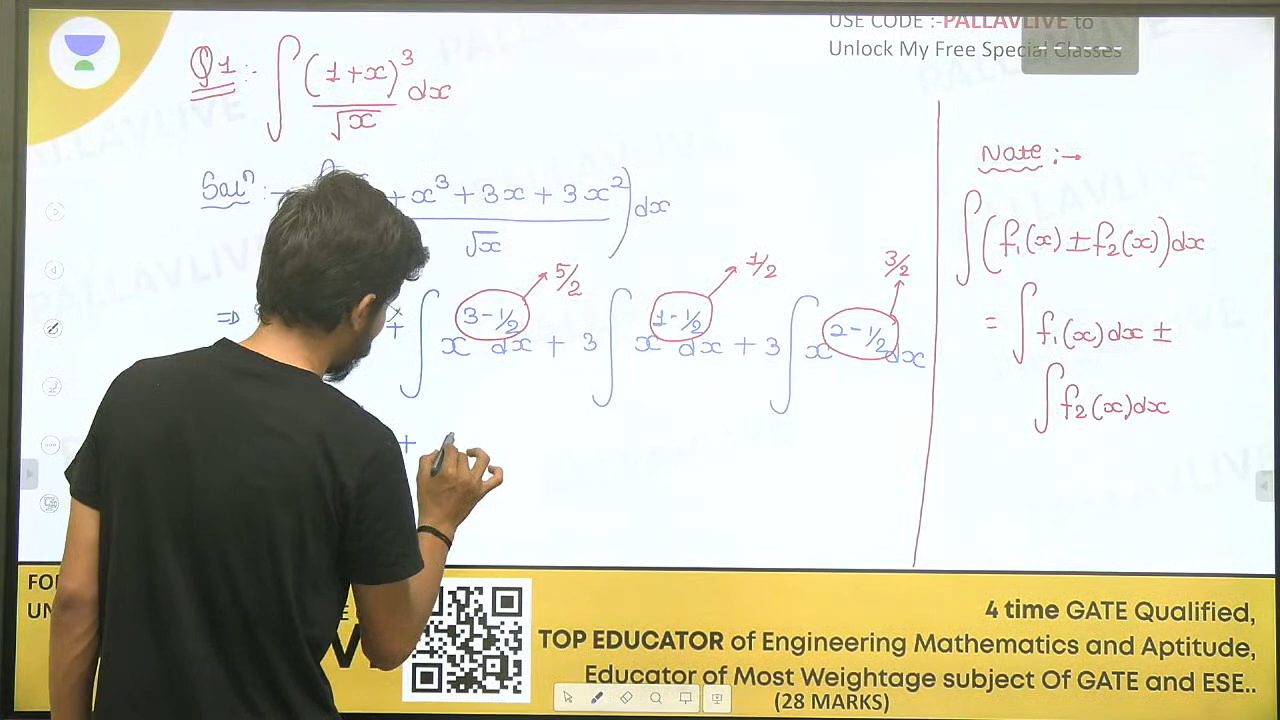 USE CODE :-PALLAVLIVE to
Unlock My Free Special Classes
Q1 :- ∫ (1+x)³/√x dx
Solⁿ :- + x³ + 3x + 3x²)/√x dx
⇒ + ∫ x^(3-1/2) dx + 3 ∫ x^(1-1/2) dx + 3 ∫ x^(2-1/2) dx
5/2
1/2
3/2
+
Note :→
∫(f₁(x) ± f₂(x))dx
= ∫f₁(x)dx ±
∫f₂(x)dx
FO
UN
4 time GATE Qualified,
TOP EDUCATOR of Engineering Mathematics and Aptitude,
Educator of Most Weightage subject Of GATE and ESE..
(28 MARKS)